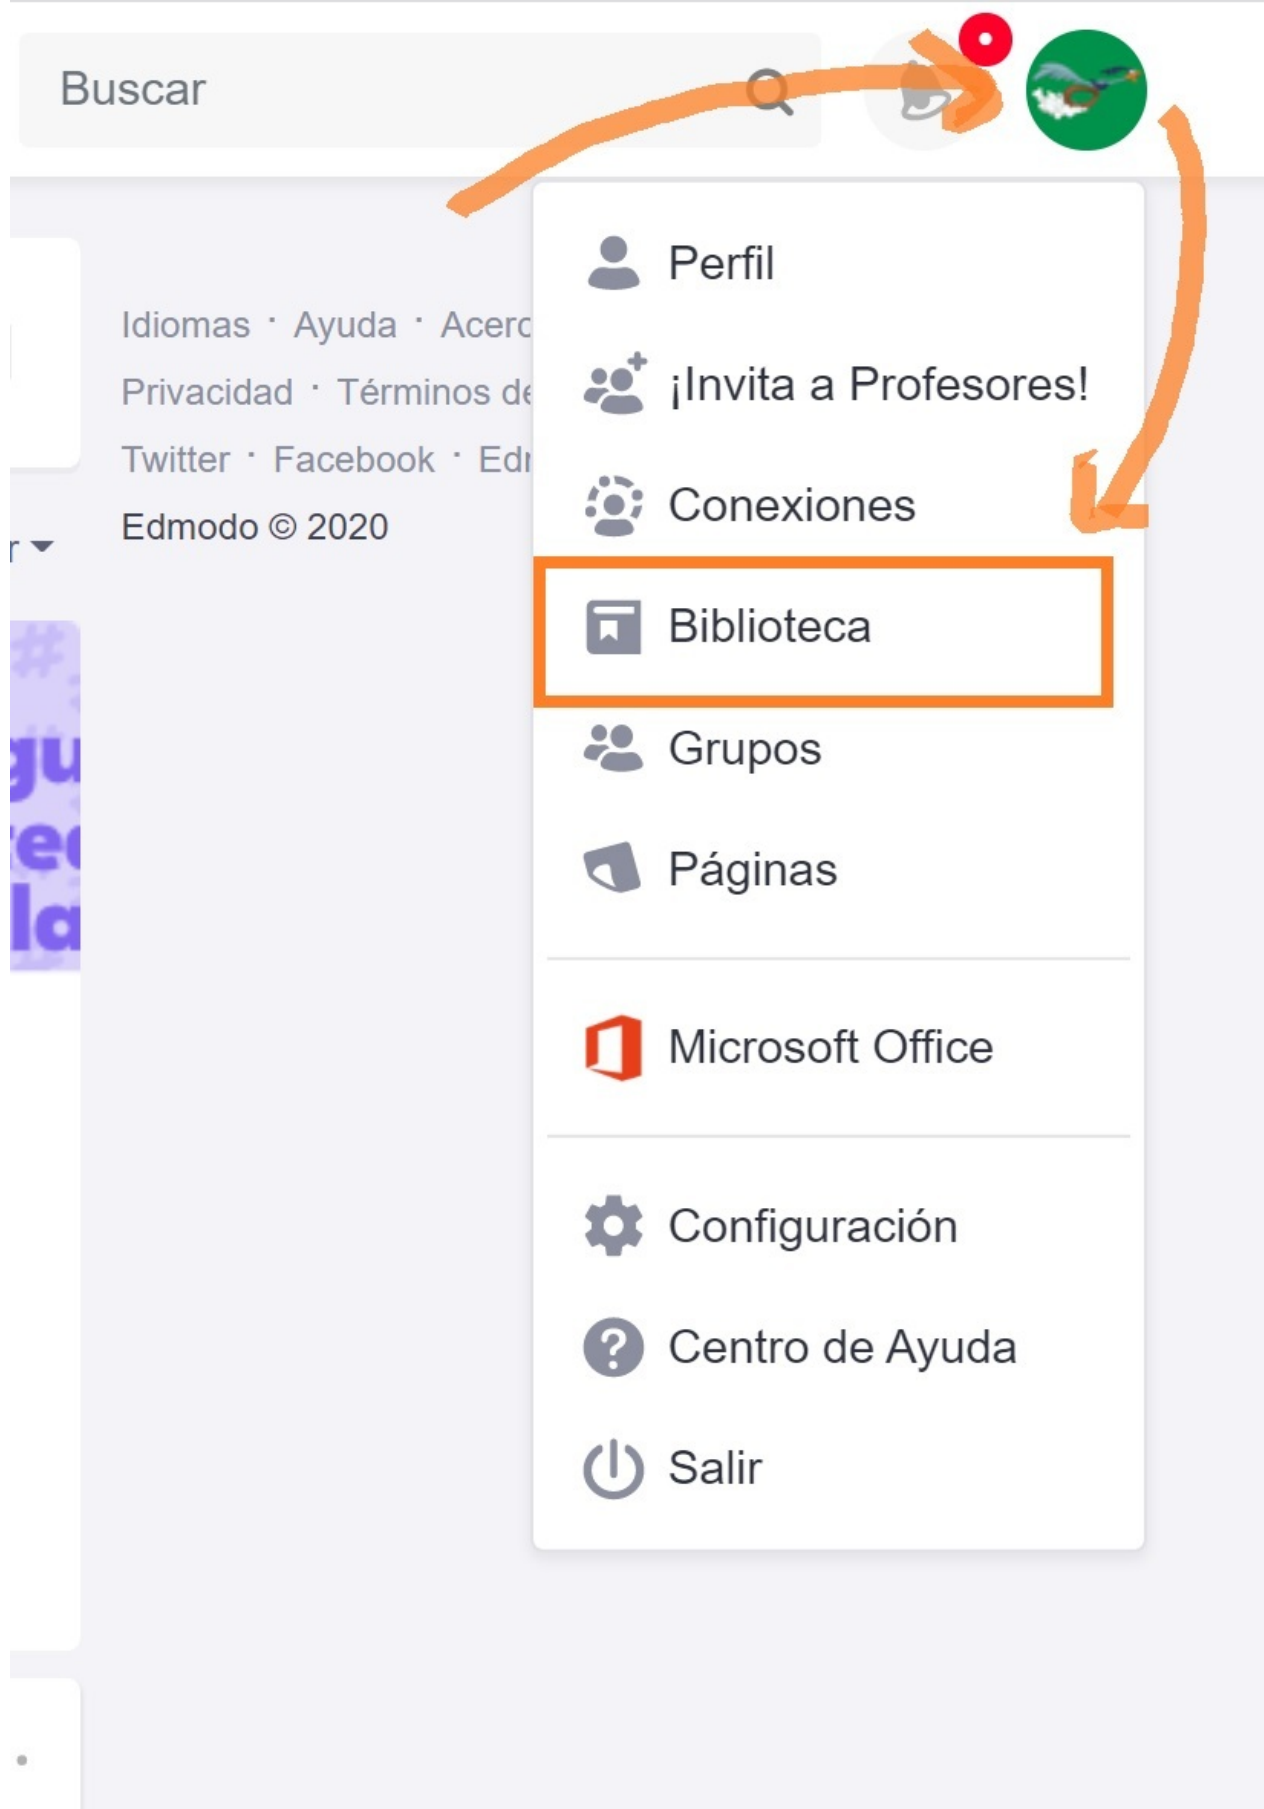 Buscar
Perfil
¡Invita a Profesores!
Conexiones
Biblioteca
Grupos
Páginas
Microsoft Office
Configuración
Centro de Ayuda
Salir
Idiomas · Ayuda ·
Privacidad · Términos
Twitter · Facebook ·
Edmodo © 2020